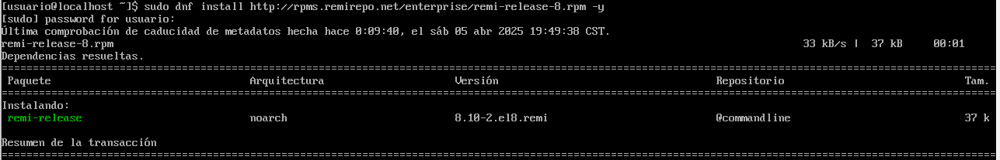 [usuario@localhost ~]$ sudo dnf install http://rpms.remirepo.net/enterprise/remi-release-8.rpm -y
[sudo] password for usuario:
Última comprobación de caducidad de metadatos hecha hace 0:09:40, el sáb 05 abr 2025 19:49:38 CST.
remi-release-8.rpm 33 kB/s | 37 kB 00:01
Dependencias resueltas.
================================================================================
Paquete Arquitectura Versión Repositorio Tam.
================================================================================
Instalando:
remi-release noarch 8.10-2.el8.remi @commandline 37 k

Resumen de la transacción
================================================================================